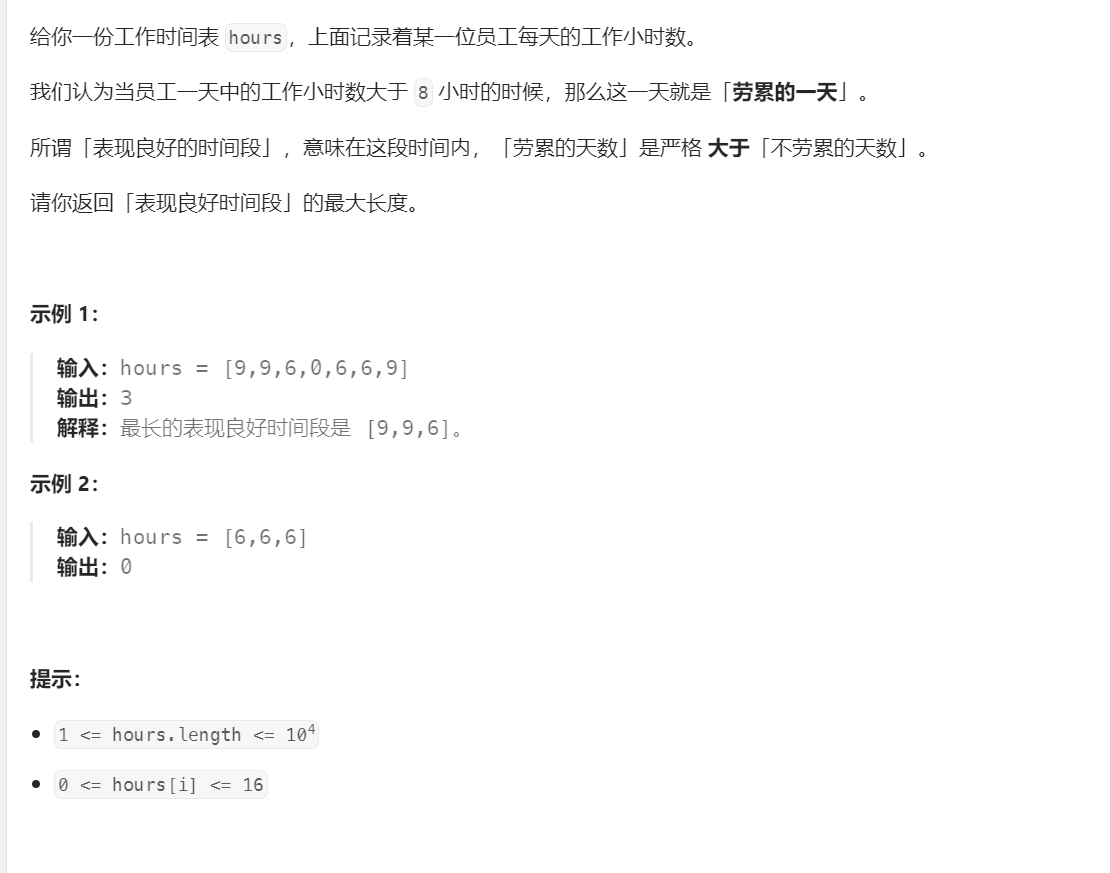 给你一份工作时间表 hours，上面记录着某一位员工每天的工作小时数。
我们认为当员工一天中的工作小时数大于 8 小时的时候，那么这一天就是「劳累的一天」。
所谓「表现良好的时间段」，意味在这段时间内，「劳累的天数」是严格 大于「不劳累的天数」。
请你返回「表现良好时间段」的最大长度。
示例 1：
输入：hours = [9,9,6,0,6,6,9]
输出：3
解释：最长的表现良好时间段是 [9,9,6]。
示例 2：
输入：hours = [6,6,6]
输出：0
提示：
• 1 <= hours.length <= 10⁴
• 0 <= hours[i] <= 16